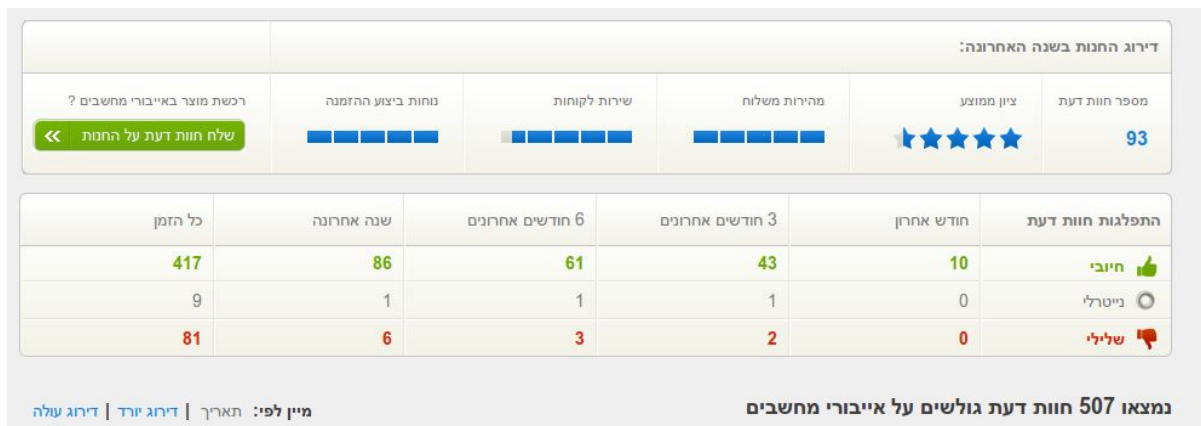 דירוג החנות בשנה האחרונה:
מספר חוות דעת ציון ממוצע מהירות משלוח שירות לקוחות נוחות ביצוע ההזמנה רכשת מוצר באייבורי מחשבים ?
93 שלח חוות דעת על החנות »
התפלגות חוות דעת חודש אחרון 3 חודשים אחרונים 6 חודשים אחרונים שנה אחרונה כל הזמן
חיובי 10 43 61 86 417
נייטרלי 0 1 1 1 9
שלילי 0 2 3 6 81
נמצאו 507 חוות דעת גולשים על אייבורי מחשבים מיין לפי: תאריך | דירוג יורד | דירוג עולה